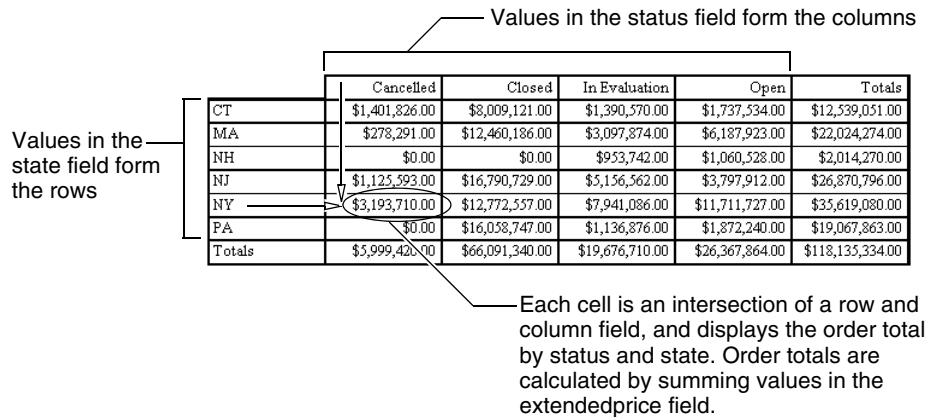 Values in the status field form the columns
Cancelled Closed In Evaluation Open Totals
CT $1,401,826.00 $8,009,121.00 $1,390,570.00 $1,737,534.00 $12,539,051.00
MA $278,291.00 $12,460,186.00 $3,097,874.00 $6,187,923.00 $22,024,274.00
NH $0.00 $0.00 $953,742.00 $1,060,528.00 $2,014,270.00
NJ $1,125,593.00 $16,790,729.00 $5,156,562.00 $3,797,912.00 $26,870,796.00
NY $3,193,710.00 $12,772,557.00 $7,941,086.00 $11,711,727.00 $35,619,080.00
PA $0.00 $16,058,747.00 $1,136,876.00 $1,872,240.00 $19,067,863.00
Totals $5,999,420.00 $66,091,340.00 $19,676,710.00 $26,367,864.00 $118,135,334.00
Values in the
state field form
the rows
Each cell is an intersection of a row and
column field, and displays the order total
by status and state. Order totals are
calculated by summing values in the
extendedprice field.